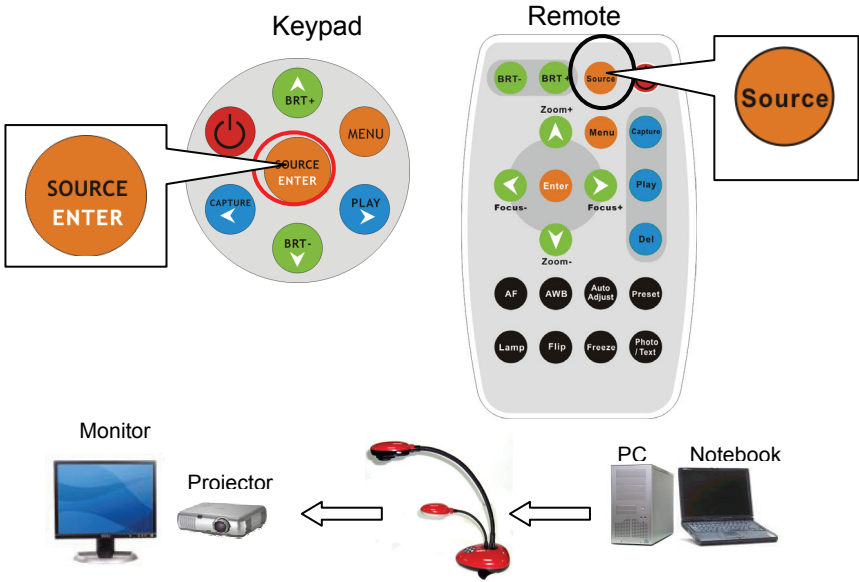 Keypad
Remote
BRT+
MENU
SOURCE
ENTER
CAPTURE
PLAY
BRT-
SOURCE
ENTER
BRT- BRT+ Source
Source
Zoom+
Menu Capture
Enter Play
Focus- Focus+
Del
Zoom-
AF AWB Auto
Adjust Preset
Lamp Flip Freeze Photo
/ Text
Monitor
Projector
PC Notebook